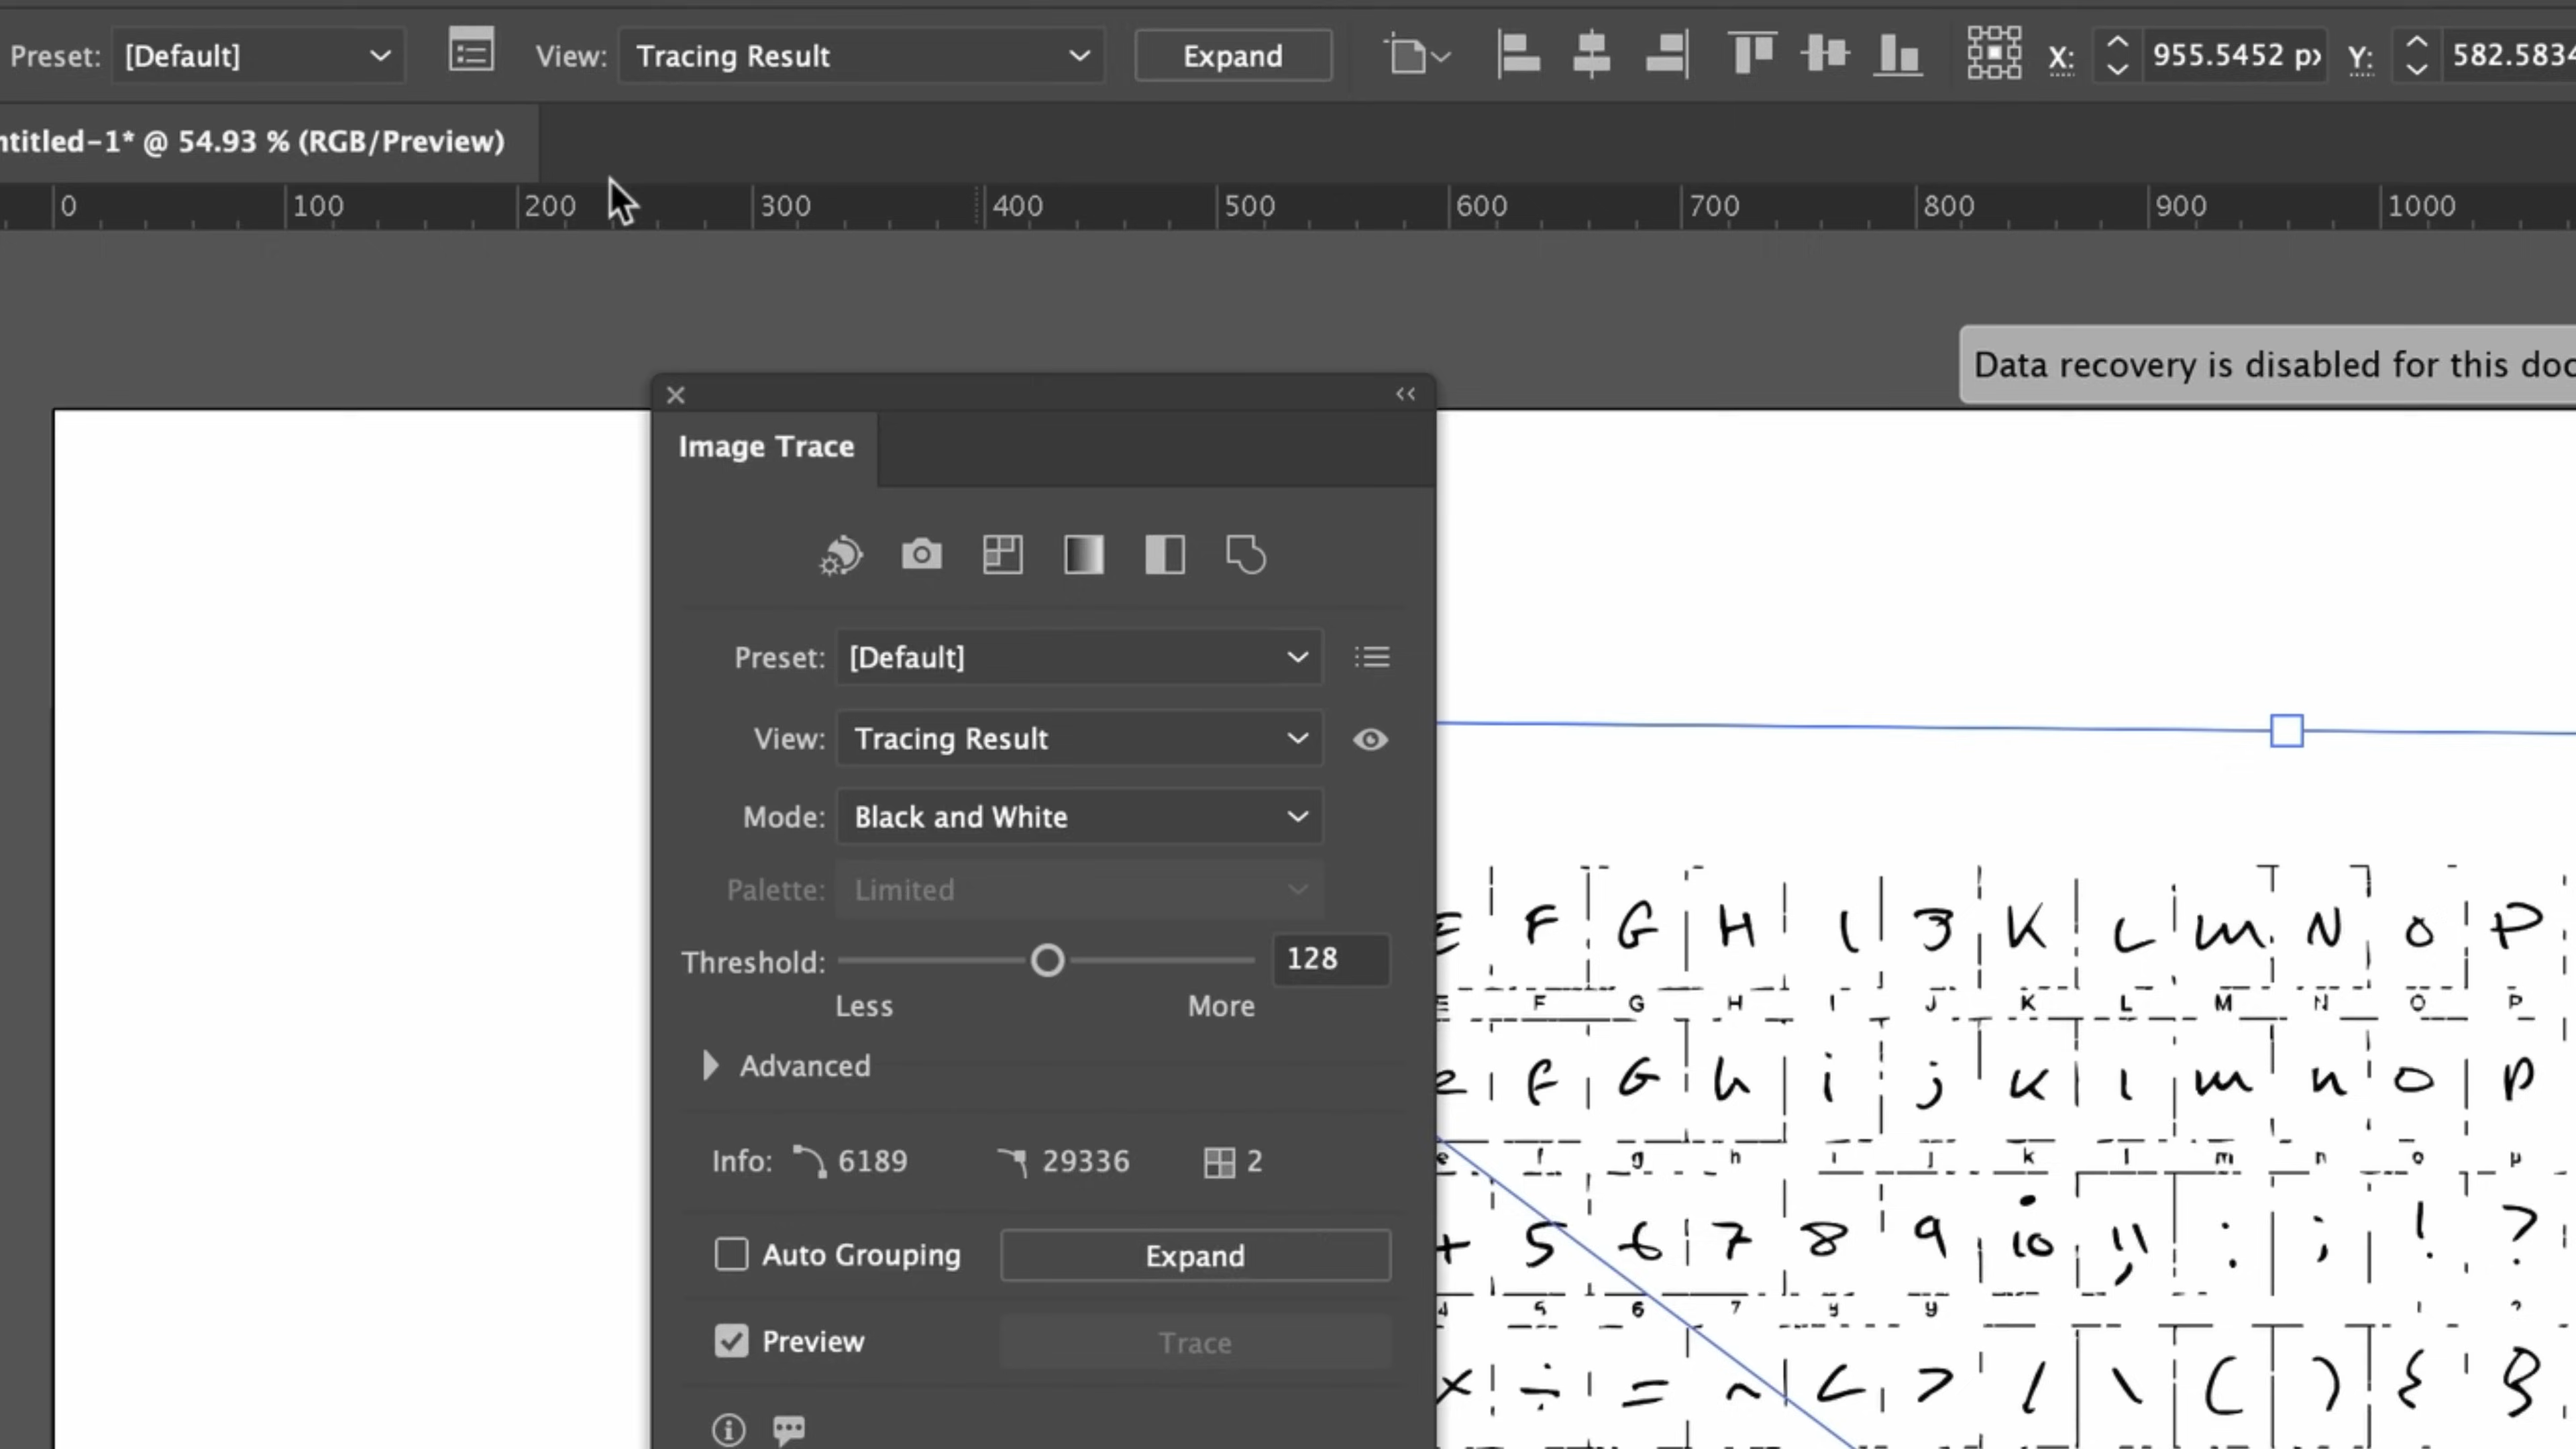 Preset: [Default] View: Tracing Result Expand X: 955.5452 px Y: 582.5834
ntitled-1* @ 54.93 % (RGB/Preview)
0 100 200 300 400 500 600 700 800 900 1000
Data recovery is disabled for this doc
Image Trace
Preset: [Default]
View: Tracing Result
Mode: Black and White
Palette: Limited
Threshold: 128
Less More
Advanced
Info: 6189 29336 2
Auto Grouping Expand
Preview Trace
E F G H I J K L m N o P
E F G H I J K L M N O P
e f G h i j k l m n o p
e f g h i j k l m n o p
+ 5 6 7 8 9 10 : ; ! ?
4 5 6 7
× ÷ = ~ < > / \ ( ) {